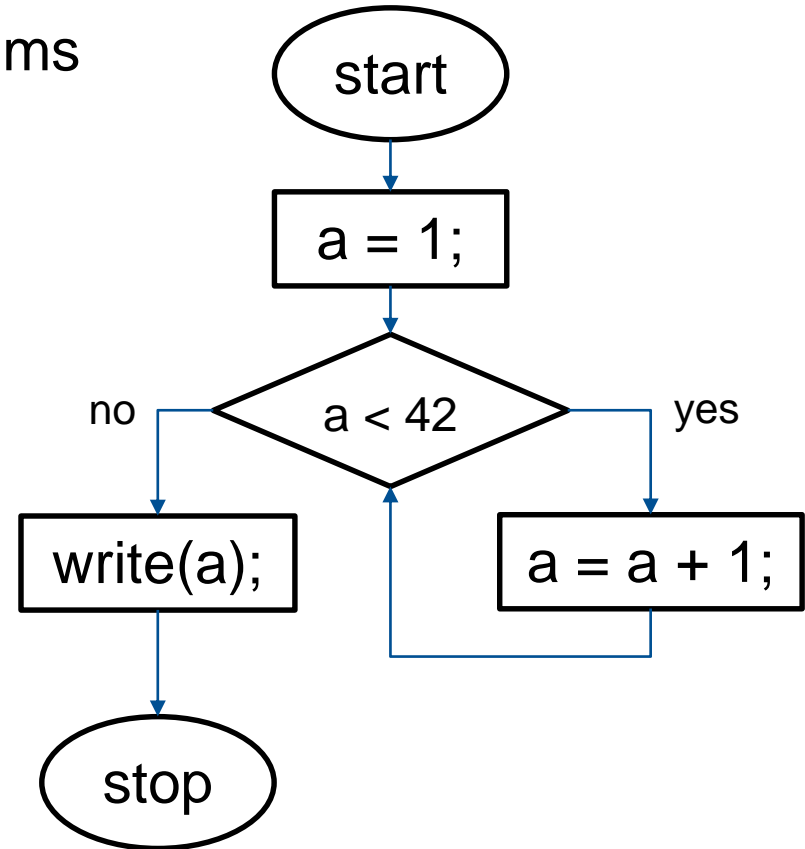 ms
start
a = 1;
no
a < 42
yes
write(a);
a = a + 1;
stop